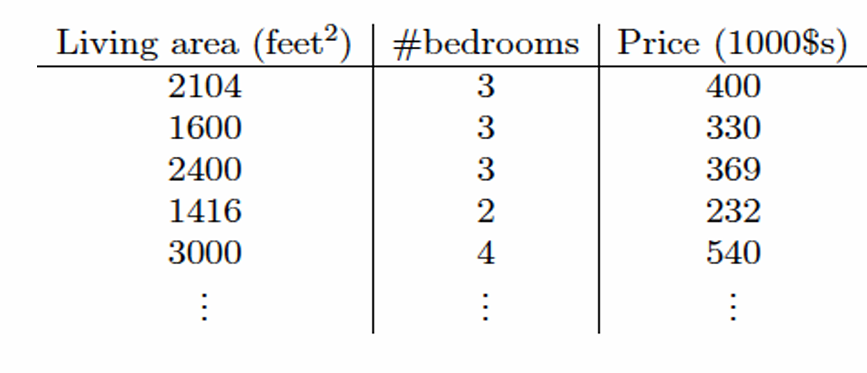 Living area (feet²) #bedrooms Price (1000$s)
2104 3 400
1600 3 330
2400 3 369
1416 2 232
3000 4 540
⋮ ⋮ ⋮